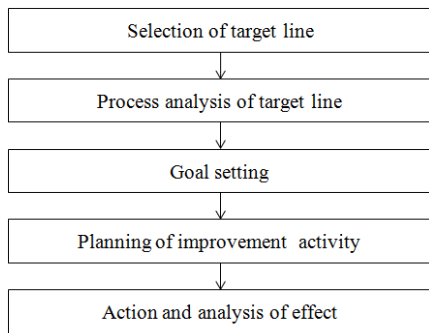 Selection of target line
Process analysis of target line
Goal setting
Planning of improvement activity
Action and analysis of effect